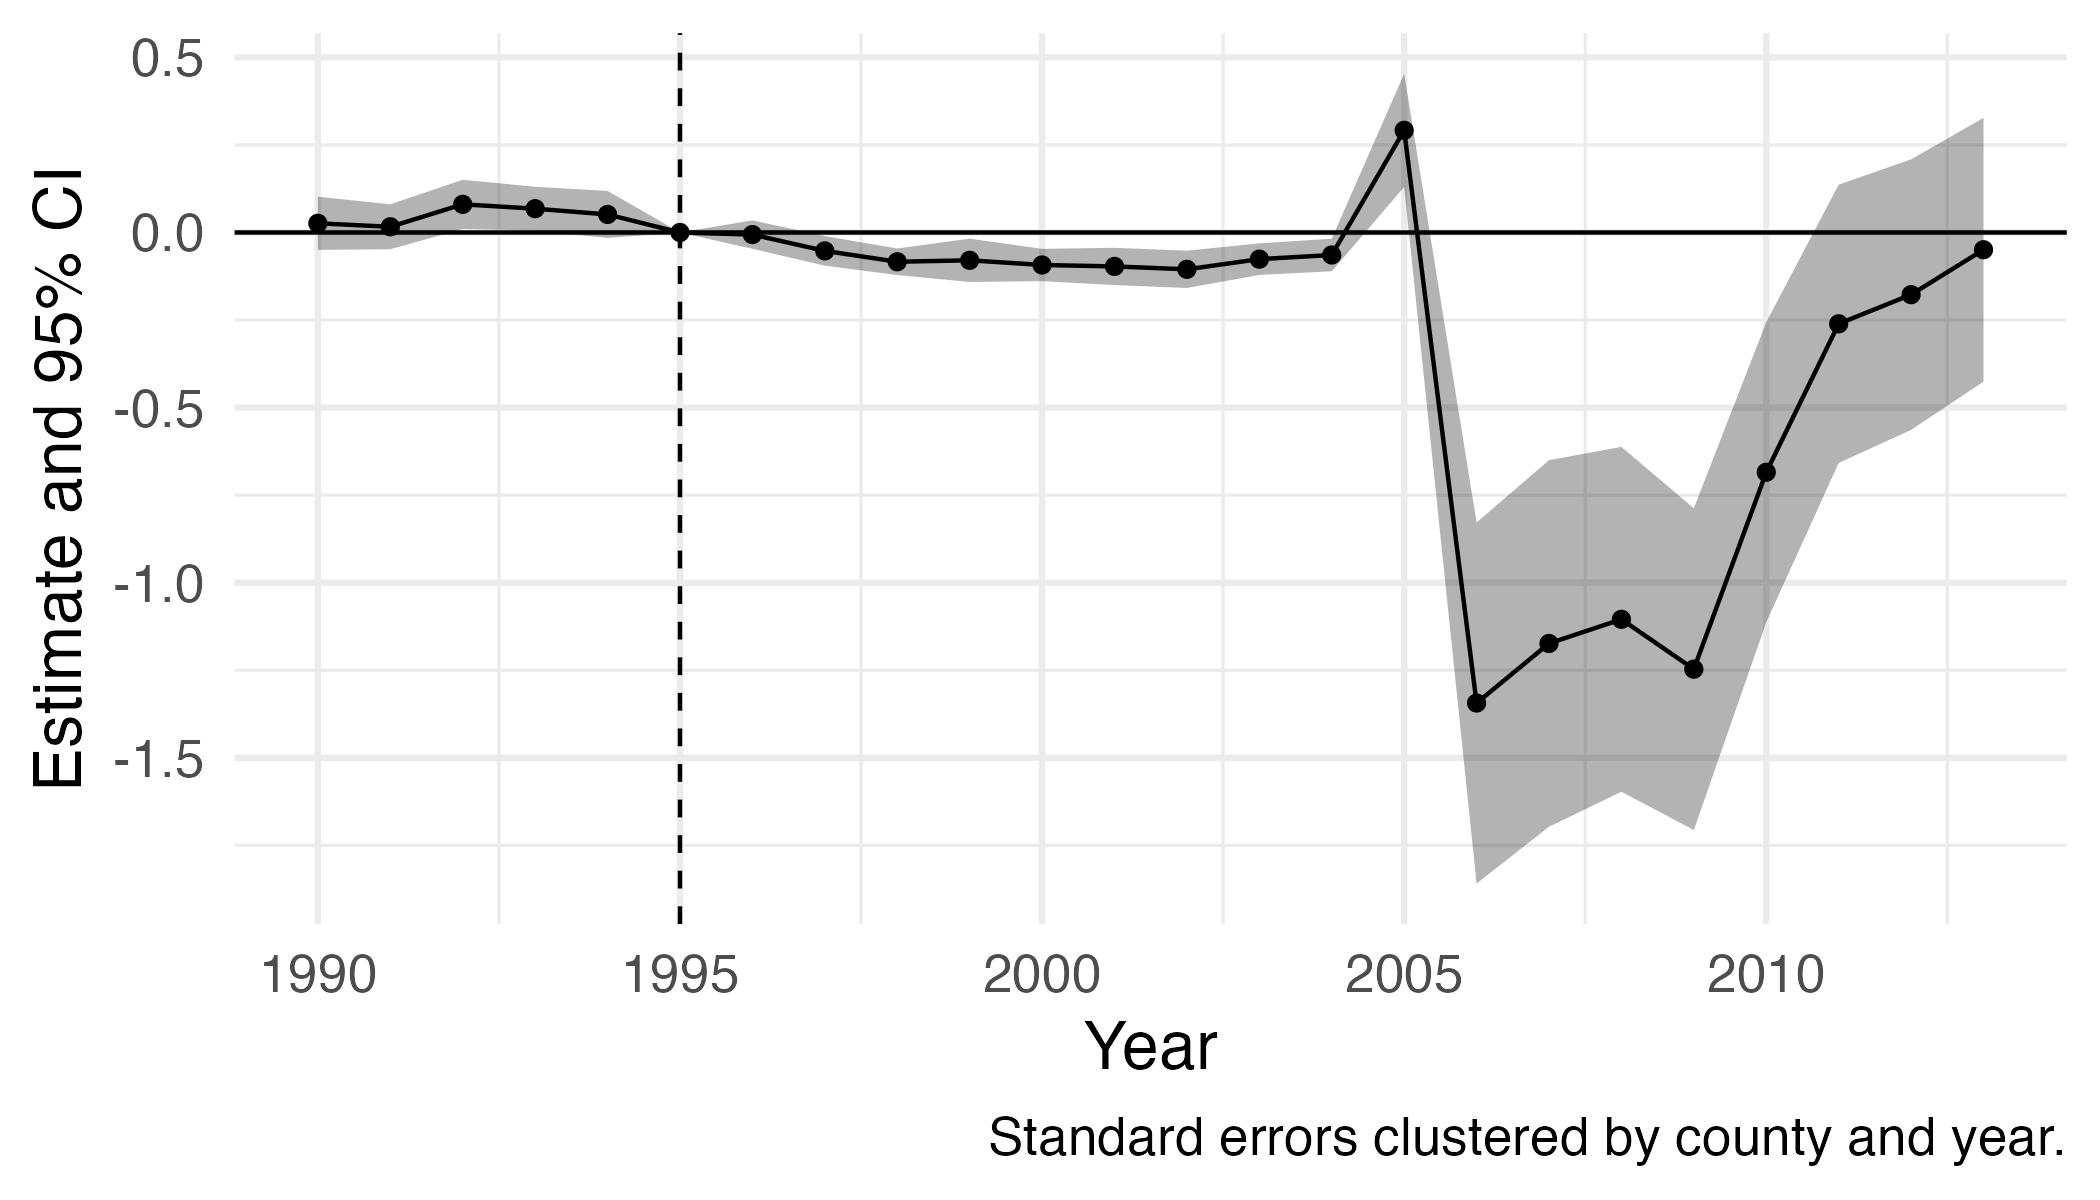 0.5
0.0
-0.5
-1.0
-1.5
Estimate and 95% CI
1990 1995 2000 2005 2010
Year
Standard errors clustered by county and year.